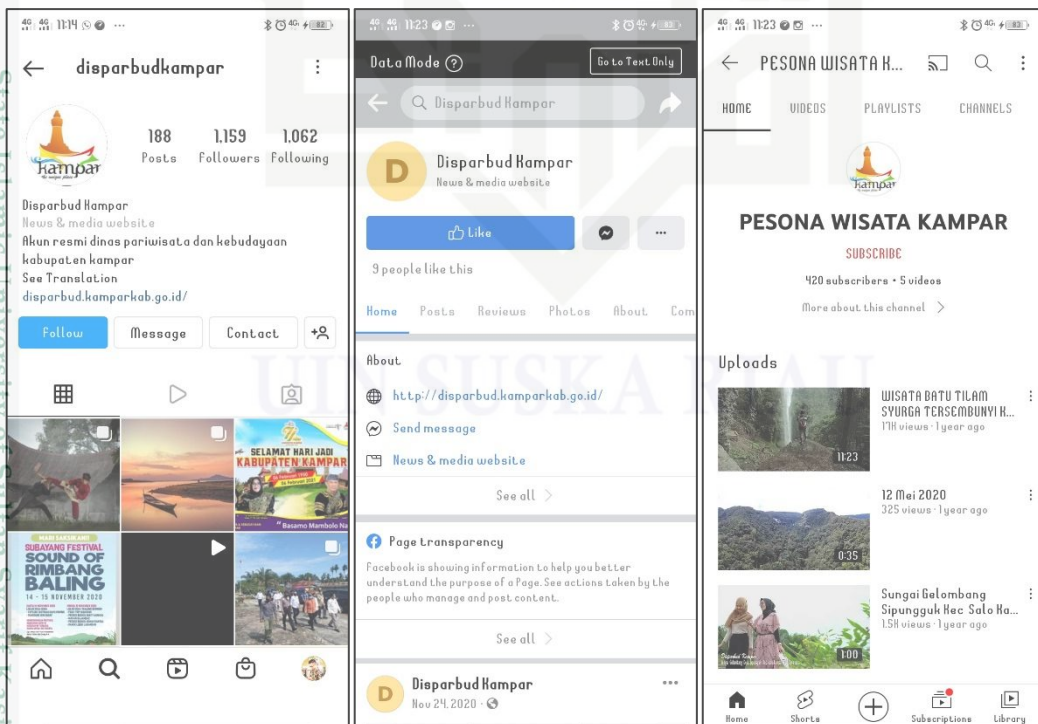 11:14
82
disparbudkampar
188
1,159
1,062
Posts
Followers
Following
Kampar
Disparbud Kampar
News & media website
Akun resmi dinas pariwisata dan kebudayaan
kabupaten kampar
See Translation
disparbud.kamparkab.go.id/
Follow
Message
Contact
SELAMAT HARI JADI
KABUPATEN KAMPAR
SUBAYANG FESTIVAL
SOUND OF
RIMBANG
BALING
14 - 15 NOVEMBER 2020
11:23
Data Mode
Go to Text Only
Disparbud Kampar
D
Disparbud Kampar
News & media website
Like
9 people like this
Home
Posts
Reviews
Photos
About
Com
About
http://disparbud.kamparkab.go.id/
Send message
News & media website
See all
Page transparency
Facebook is showing information to help you better
understand the purpose of a Page. See actions taken by the
people who manage and post content.
See all
D
Disparbud Kampar
Nov 24, 2020
11:23
PESONA WISATA K...
HOME
VIDEOS
PLAYLISTS
CHANNELS
Kampar
PESONA WISATA KAMPAR
SUBSCRIBE
420 subscribers • 5 videos
More about this channel
Uploads
WISATA BATU TILAM
SYURGA TERSEMBUNYI K...
17K views · 1 year ago
11:23
12 Mei 2020
325 views · 1 year ago
0:35
Sungai Gelombang
Sipungguk Kec Salo Ka...
1.5K views · 1 year ago
1:00
Home
Shorts
Subscriptions
Library
UIN SUSKA RIAU